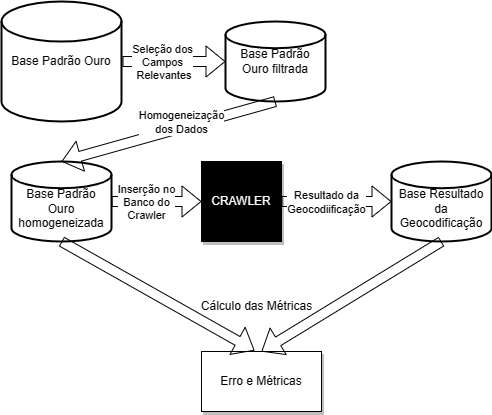 Base Padrão Ouro
Seleção dos
Campos
Relevantes
Base Padrão
Ouro filtrada
Homogeneização
dos Dados
Base Padrão
Ouro
homogeneizada
Inserção no
Banco do
Crawler
CRAWLER
Resultado da
Geocodiificação
Base Resultado
da
Geocodificação
Cálculo das Métricas
Erro e Métricas